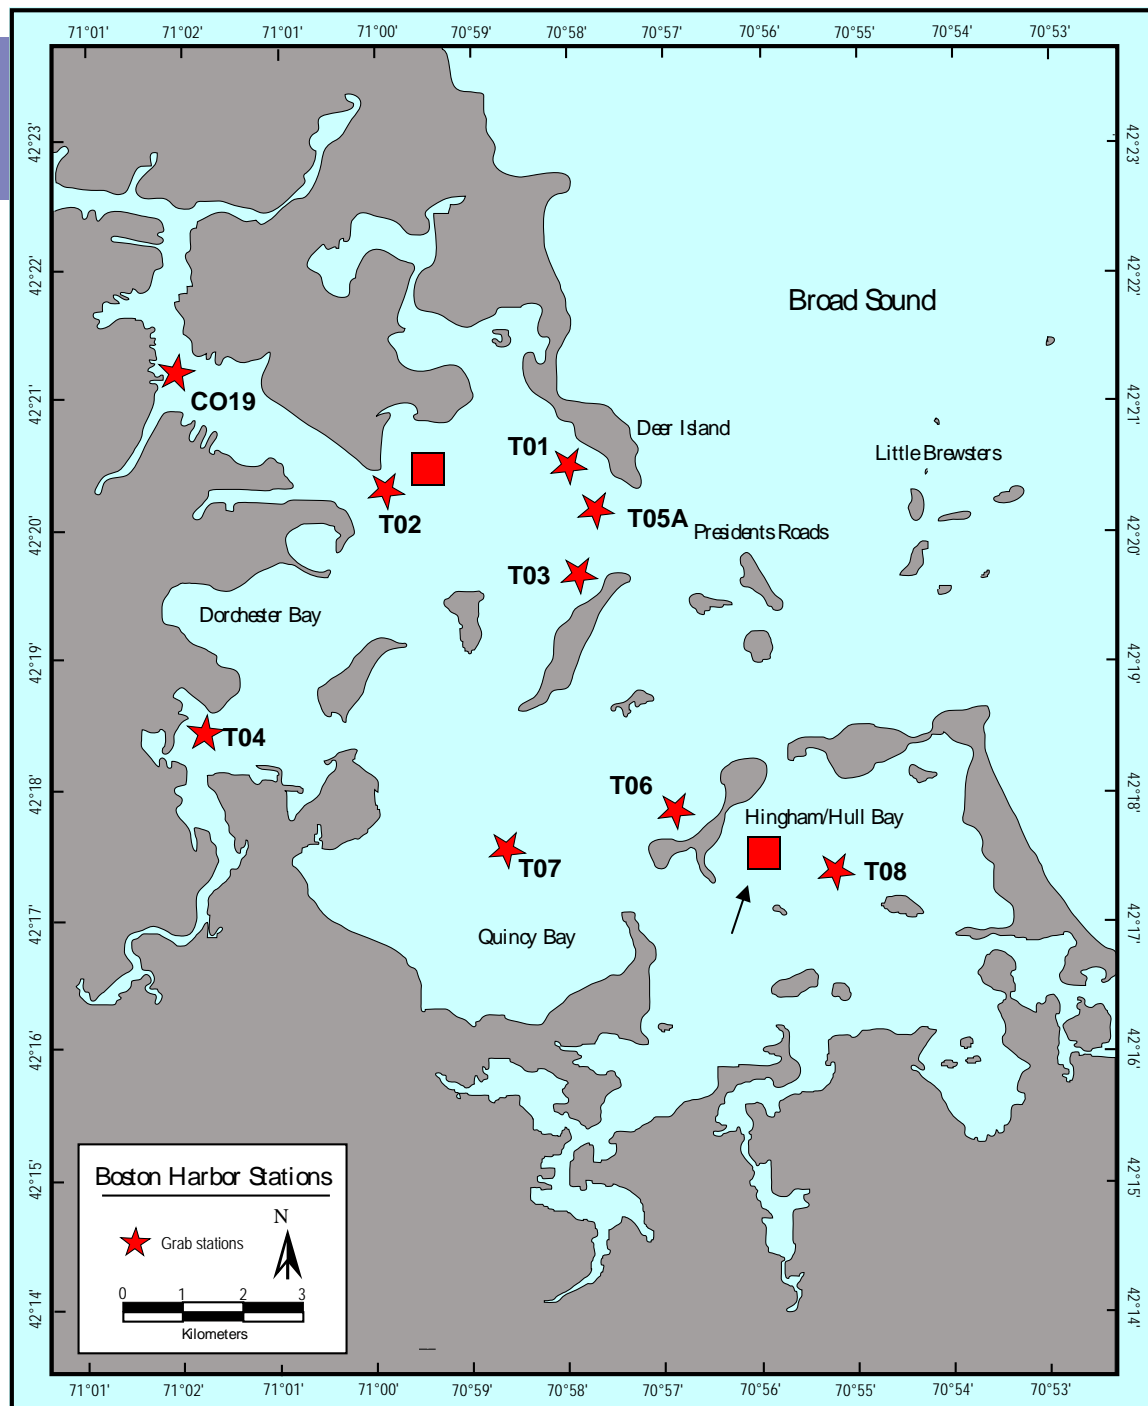 71°01' 71°02' 71°01' 71°00' 70°59' 70°58' 70°57' 70°56' 70°55' 70°54' 70°53'
42°23' 42°23'
42°22' 42°22'
Broad Sound
CO19
42°21' 42°21'
Deer Island
T01
Little Brewsters
T02
T05A
42°20' 42°20'
Presidents Roads
T03
Dorchester Bay
42°19' 42°19'
T04
T06
42°18' 42°18'
Hingham/Hull Bay
T07
T08
42°17' 42°17'
Quincy Bay
42°16' 42°16'
Boston Harbor Stations
42°15' 42°15'
N
Grab stations
0 1 2 3
Kilometers
42°14' 42°14'
71°01' 71°02' 71°01' 71°00' 70°59' 70°58' 70°57' 70°56' 70°55' 70°54' 70°53'